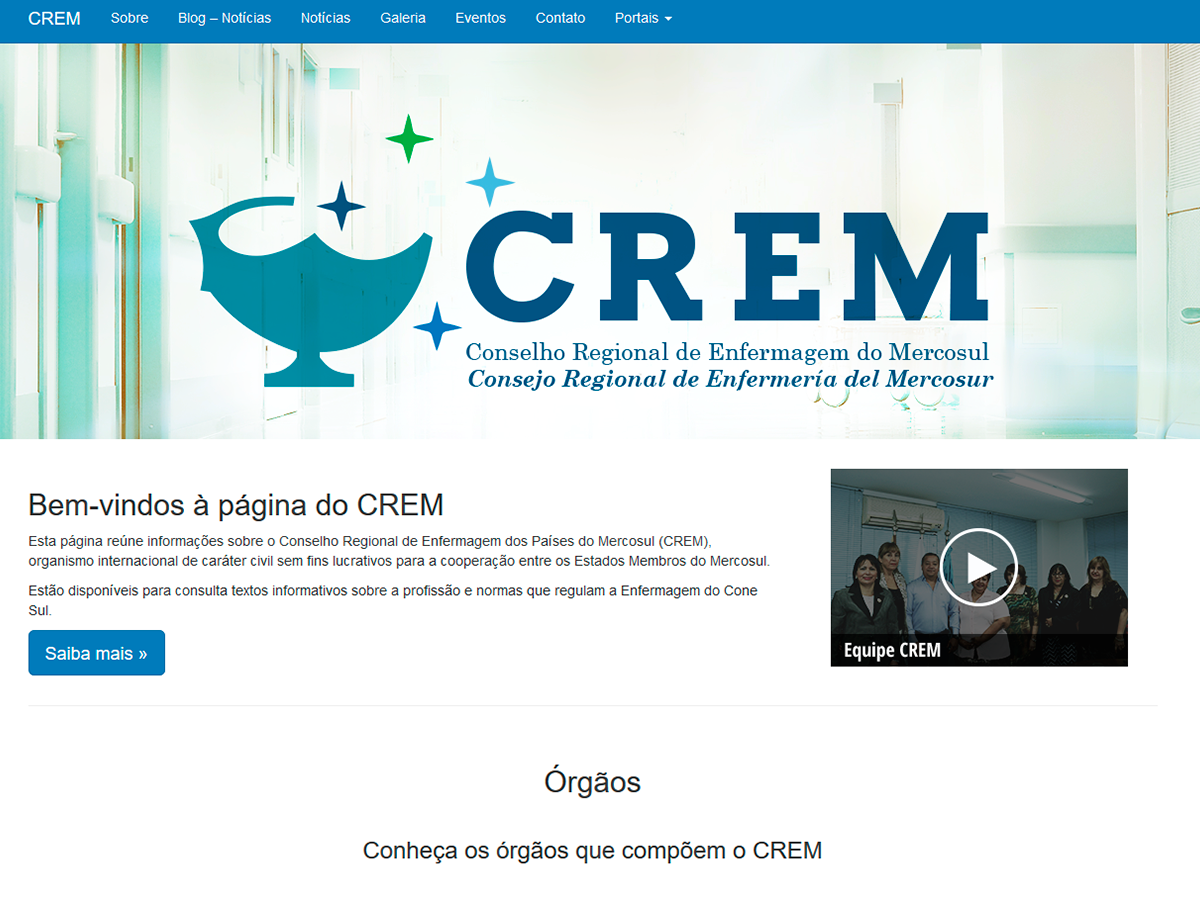 CREM Sobre Blog – Notícias Notícias Galeria Eventos Contato Portais
CREM
Conselho Regional de Enfermagem do Mercosul
Consejo Regional de Enfermería del Mercosur
Bem-vindos à página do CREM
Esta página reúne informações sobre o Conselho Regional de Enfermagem dos Países do Mercosul (CREM),
organismo internacional de caráter civil sem fins lucrativos para a cooperação entre os Estados Membros do Mercosul.
Estão disponíveis para consulta textos informativos sobre a profissão e normas que regulam a Enfermagem do Cone
Sul.
Saiba mais »
Equipe CREM
Órgãos
Conheça os órgãos que compõem o CREM